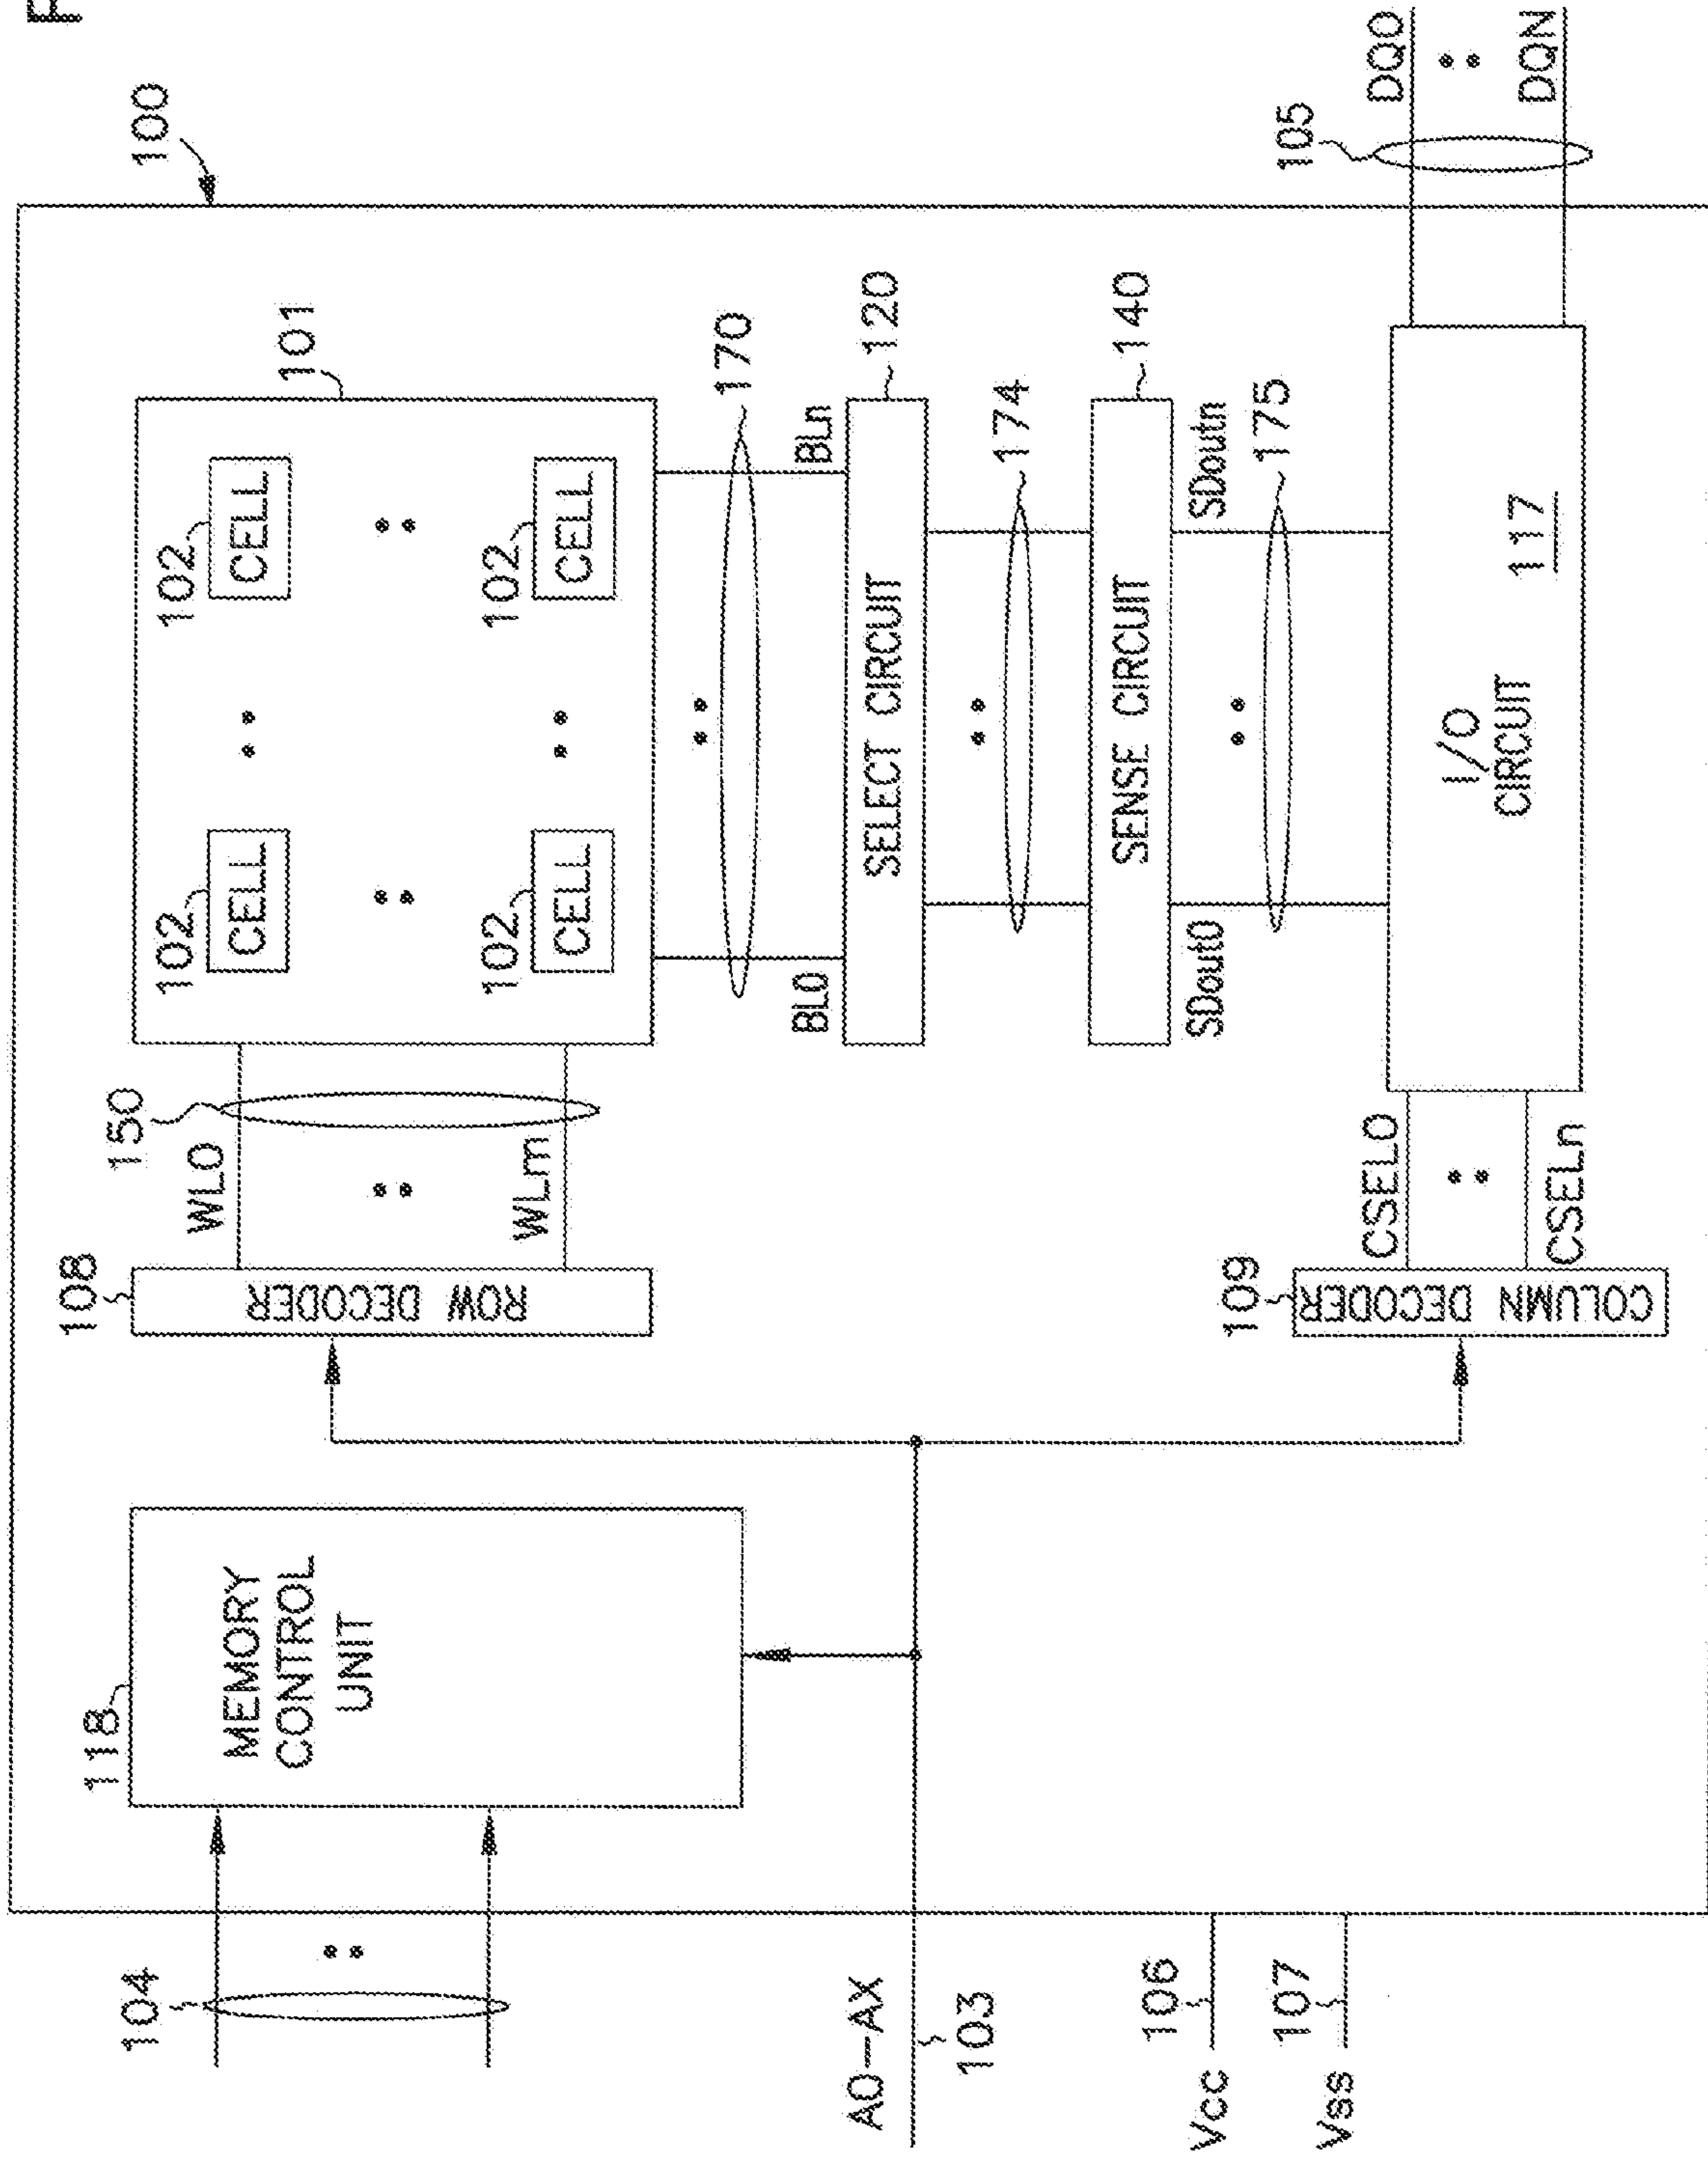 F
100
118
MEMORY
CONTROL
UNIT
104
108
ROW DECODER
150
WL0
WLm
101
102
CELL
102
CELL
102
CELL
102
CELL
170
BL0
BLn
120
SELECT CIRCUIT
174
140
SENSE CIRCUIT
SDout0
SDoutn
175
A0-AX
103
106
Vcc
107
Vss
109
COLUMN DECODER
CSEL0
CSELn
I/O
CIRCUIT
117
105
DQ0
DQN